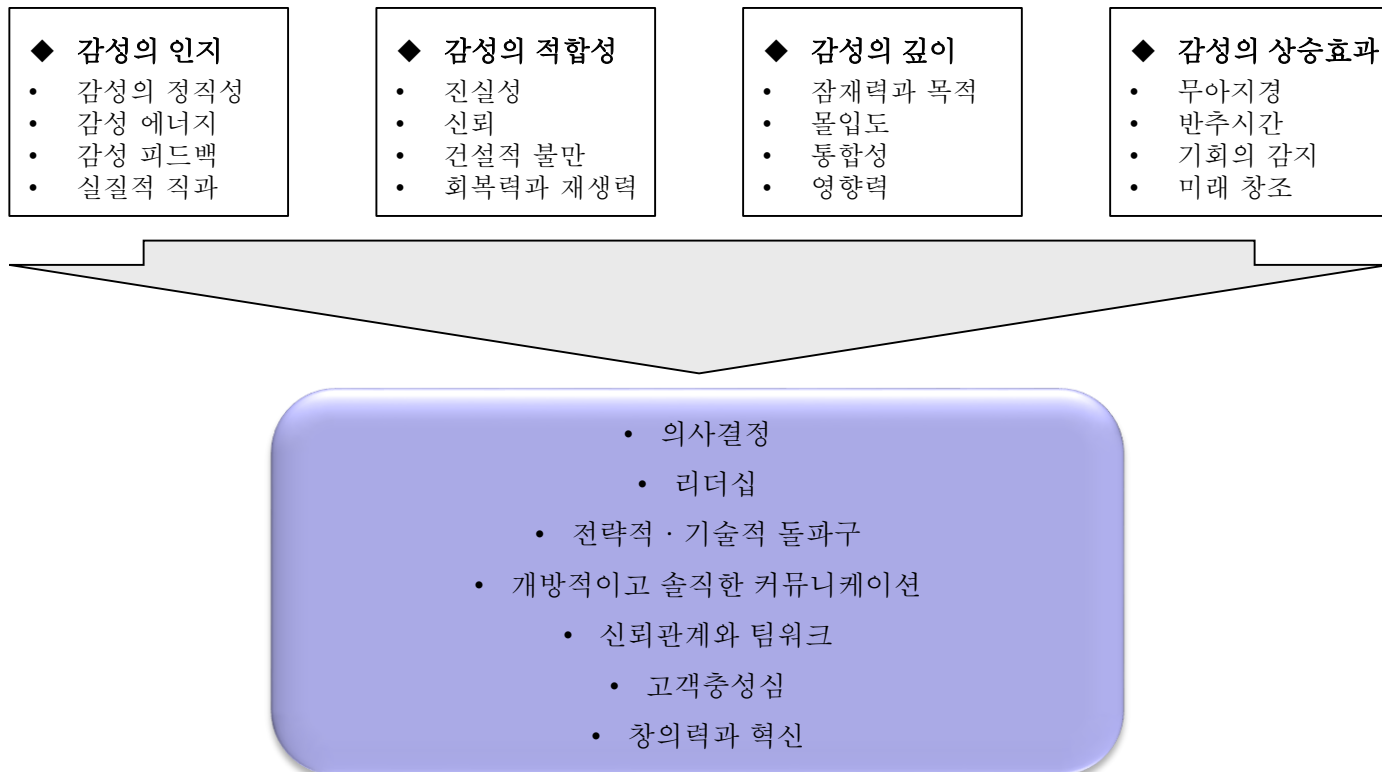 ◆ 감성의 인지
• 감성의 정직성
• 감성 에너지
• 감성 피드백
• 실질적 직과
◆ 감성의 적합성
• 진실성
• 신뢰
• 건설적 불만
• 회복력과 재생력
◆ 감성의 깊이
• 잠재력과 목적
• 몰입도
• 통합성
• 영향력
◆ 감성의 상승효과
• 무아지경
• 반추시간
• 기회의 감지
• 미래 창조
• 의사결정
• 리더십
• 전략적 · 기술적 돌파구
• 개방적이고 솔직한 커뮤니케이션
• 신뢰관계와 팀워크
• 고객충성심
• 창의력과 혁신